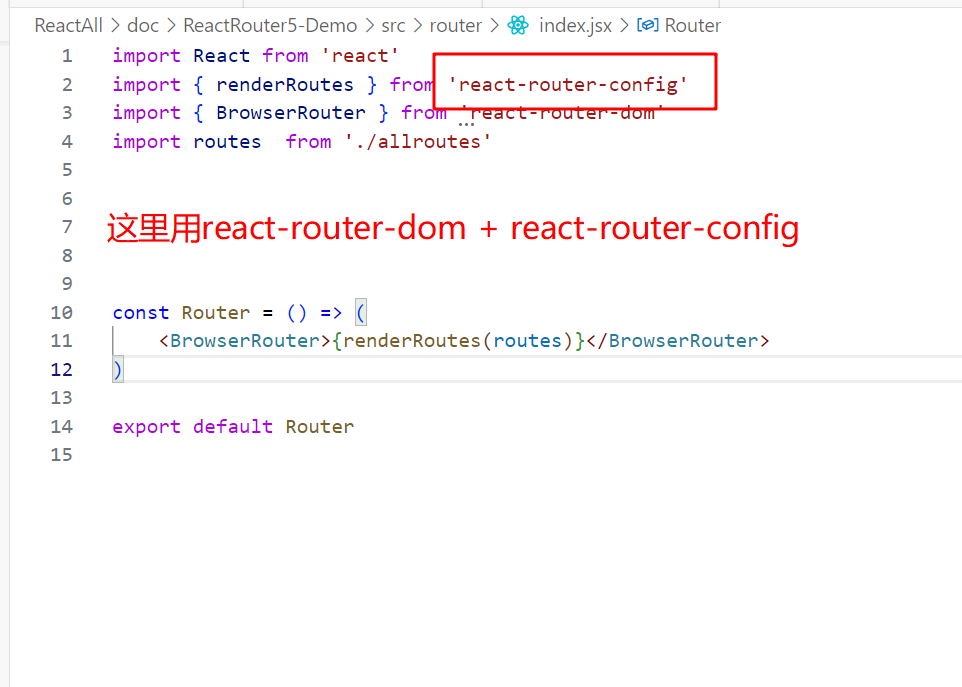 ReactAll > doc > ReactRouter5-Demo > src > router > index.jsx > Router
1 import React from 'react'
2 import { renderRoutes } from 'react-router-config'
3 import { BrowserRouter } from 'react-router-dom'
4 import routes from './allroutes'
5
6
7
这里用react-router-dom + react-router-config
8
9
10 const Router = () => (
11 <BrowserRouter>{renderRoutes(routes)}</BrowserRouter>
12 )
13
14 export default Router
15